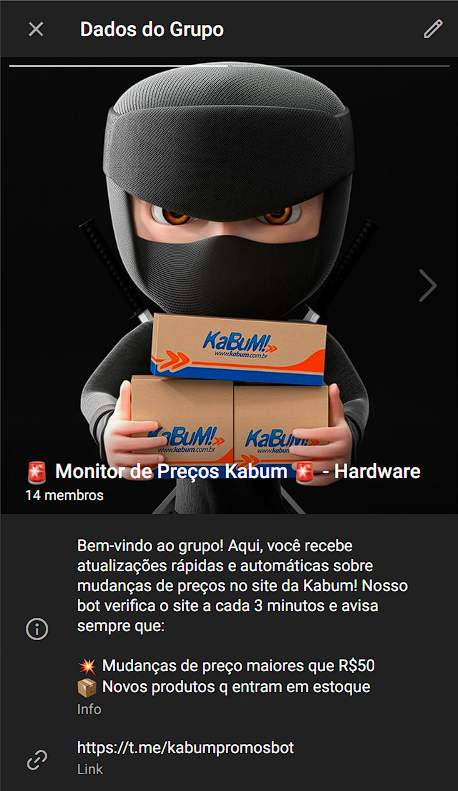 Dados do Grupo
KaBuM!
www.kabum.com.br
KaBuM! KaBuM!
www.kabum.com.br www.kabum.com.br
🚨 Monitor de Preços Kabum 🚨 - Hardware
14 membros
Bem-vindo ao grupo! Aqui, você recebe
atualizações rápidas e automáticas sobre
mudanças de preços no site da Kabum! Nosso
bot verifica o site a cada 3 minutos e avisa
sempre que:
💥 Mudanças de preço maiores que R$50
📦 Novos produtos q entram em estoque
Info
https://t.me/kabumpromosbot
Link